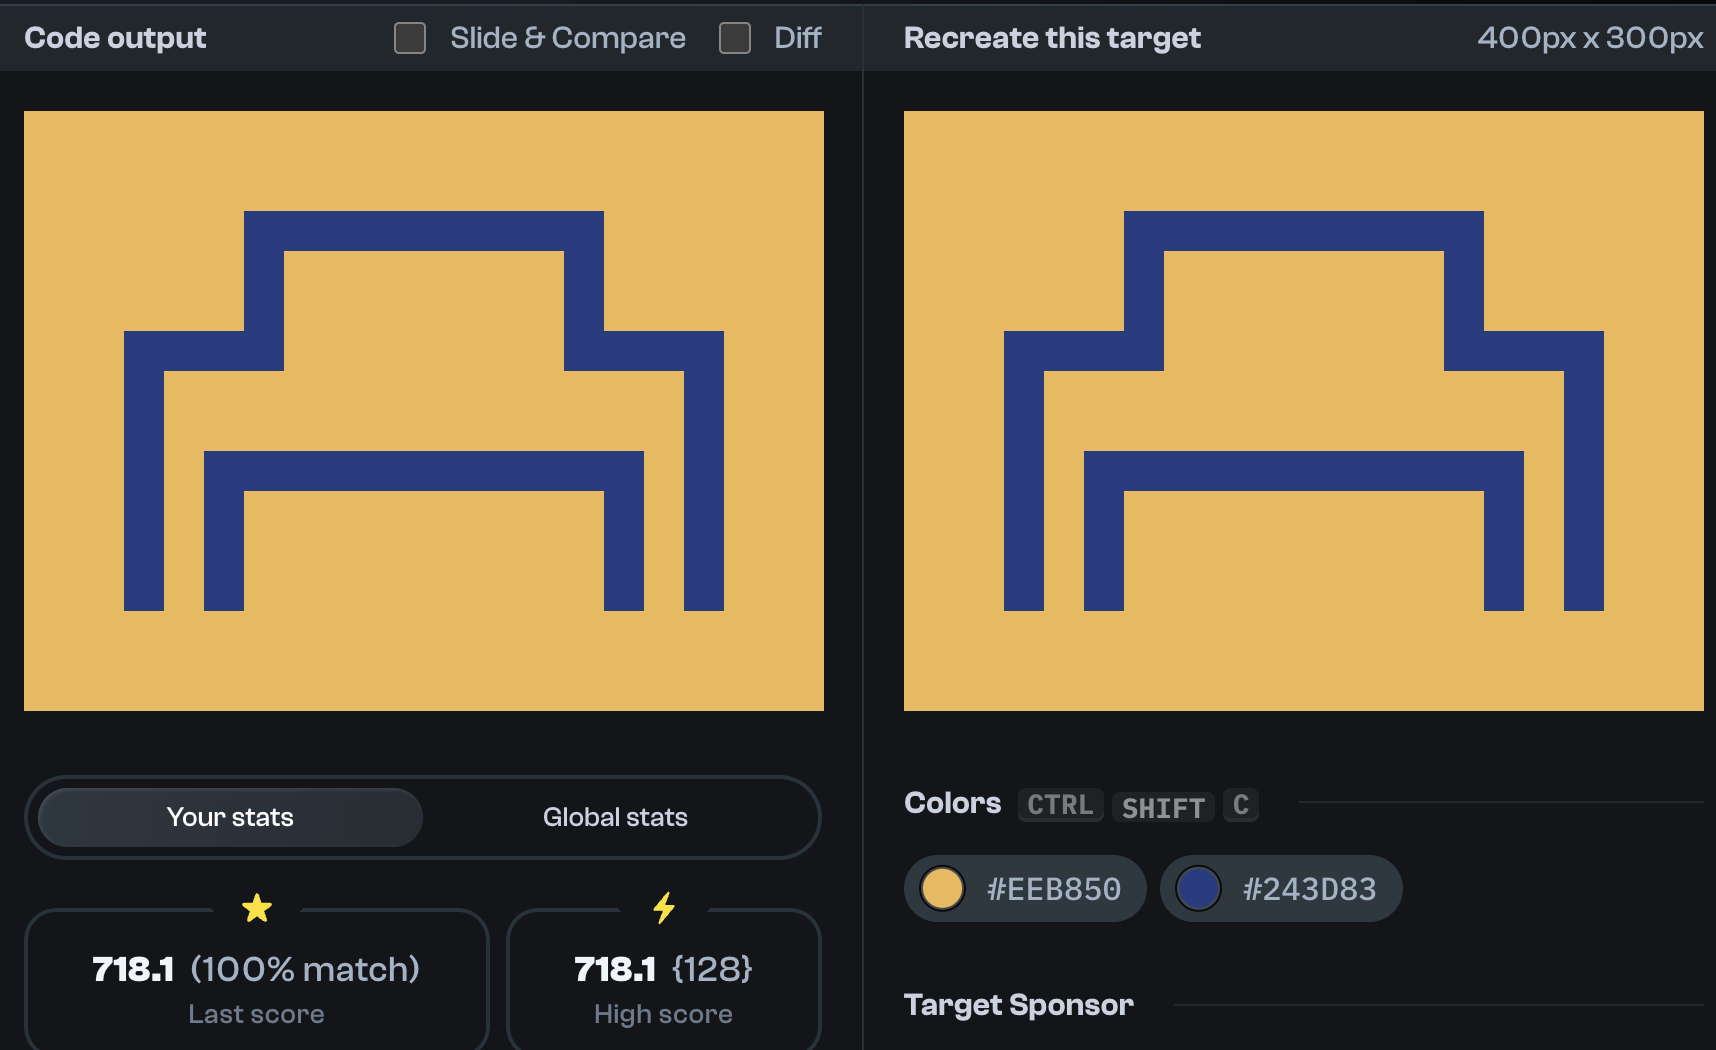 Code output
Slide & Compare
Diff
Recreate this target
400px x 300px
Your stats
Global stats
718.1 (100% match)
Last score
718.1 {128}
High score
Colors CTRL SHIFT C
#EEB850
#243D83
Target Sponsor